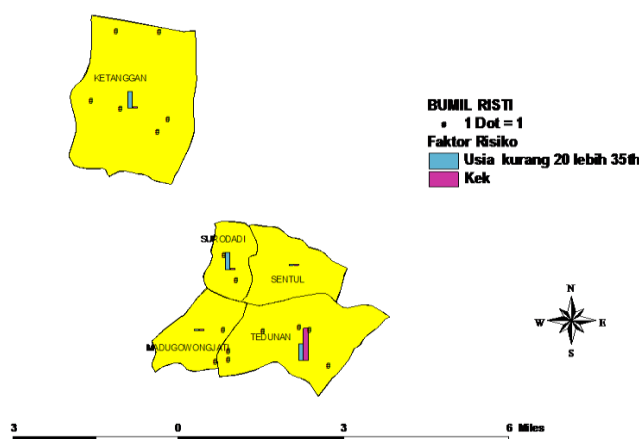 KETANGGAN
BUMIL RISTI
# 1 Dot = 1
Faktor Risiko
Usia kurang 20 lebih 35th
Kek
SURODADI
SENTUL
MADUGOWONGJATI
TEDUNAN
N
W E
S
3 0 3 6 Miles